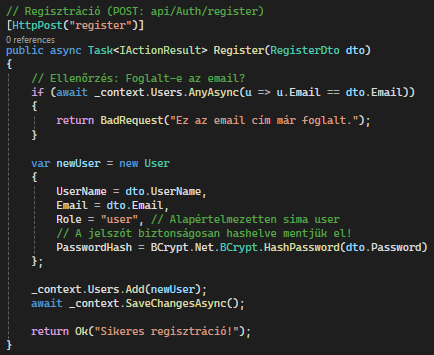 // Regisztráció (POST: api/Auth/register)
[HttpPost("register")]
0 references
public async Task<IActionResult> Register(RegisterDto dto)
{
// Ellenőrzés: Foglalt-e az email?
if (await _context.Users.AnyAsync(u => u.Email == dto.Email))
{
return BadRequest("Ez az email cím már foglalt.");
}
var newUser = new User
{
UserName = dto.UserName,
Email = dto.Email,
Role = "user", // Alapértelmezetten sima user
// A jelszót biztonságosan hashelve mentjük el!
PasswordHash = BCrypt.Net.BCrypt.HashPassword(dto.Password)
};
_context.Users.Add(newUser);
await _context.SaveChangesAsync();
return Ok("Sikeres regisztráció!");
}